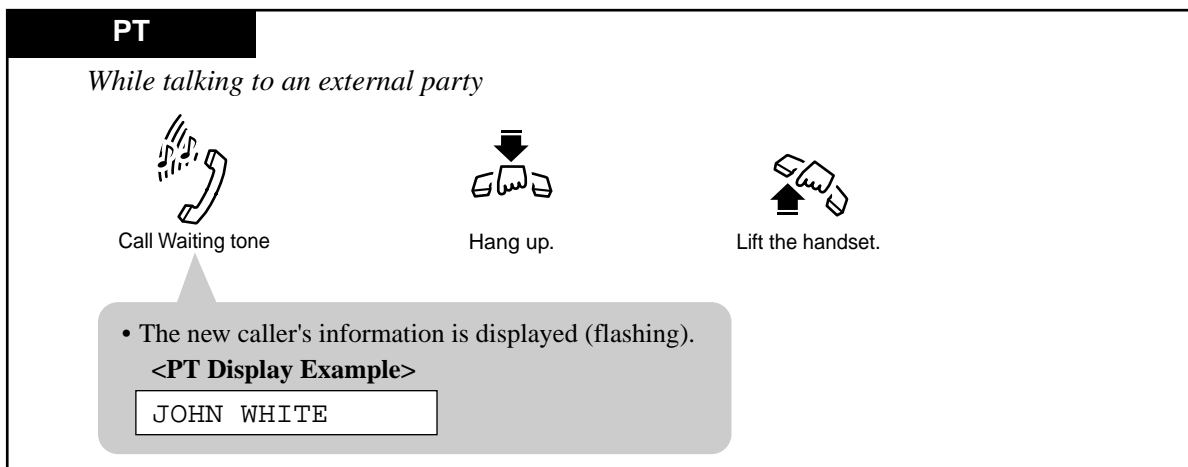 PT
While talking to an external party
Call Waiting tone
Hang up.
Lift the handset.
• The new caller's information is displayed (flashing).
<PT Display Example>
JOHN WHITE